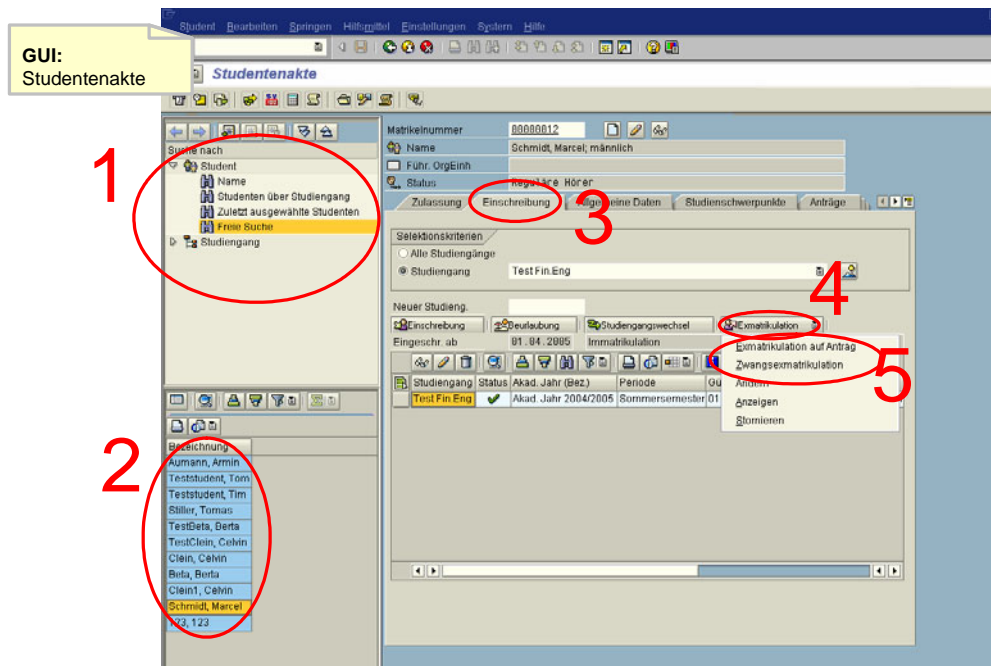 Student Bearbeiten Springen Hilfsmittel Einstellungen System Hilfe
GUI:
Studentenakte
Studentenakte
1
Suche nach
Student
Name
Studenten über Studiengang
Zuletzt ausgewählte Studenten
Freie Suche
Studiengang
Matrikelnummer 00000012
Name Schmidt, Marcel; männlich
Führ. OrgEinh
Status Reguläre Hörer
Zulassung Einschreibung Allgemeine Daten Studienschwerpunkte Anträge
3
Selektionskriterien
Alle Studiengänge
Studiengang Test Fin.Eng
4
Neuer Studieng.
Einschreibung Beurlaubung Studiengangswechsel Exmatrikulation
Eingeschr. ab 01.04.2005 Immatrikulation
Exmatrikulation auf Antrag
Zwangsexmatrikulation
Ändern
Anzeigen
Stornieren
5
Studiengang Status Akad. Jahr (Bez.) Periode Gü
Test Fin Eng Akad. Jahr 2004/2005 Sommersemester 01
2
Bezeichnung
Aumann, Armin
Teststudent, Tom
Teststudent, Tim
Stiller, Tomas
TestBeta, Berta
TestClein, Celvin
Clein, Celvin
Beta, Berta
Clein1, Celvin
Schmidt, Marcel
123, 123